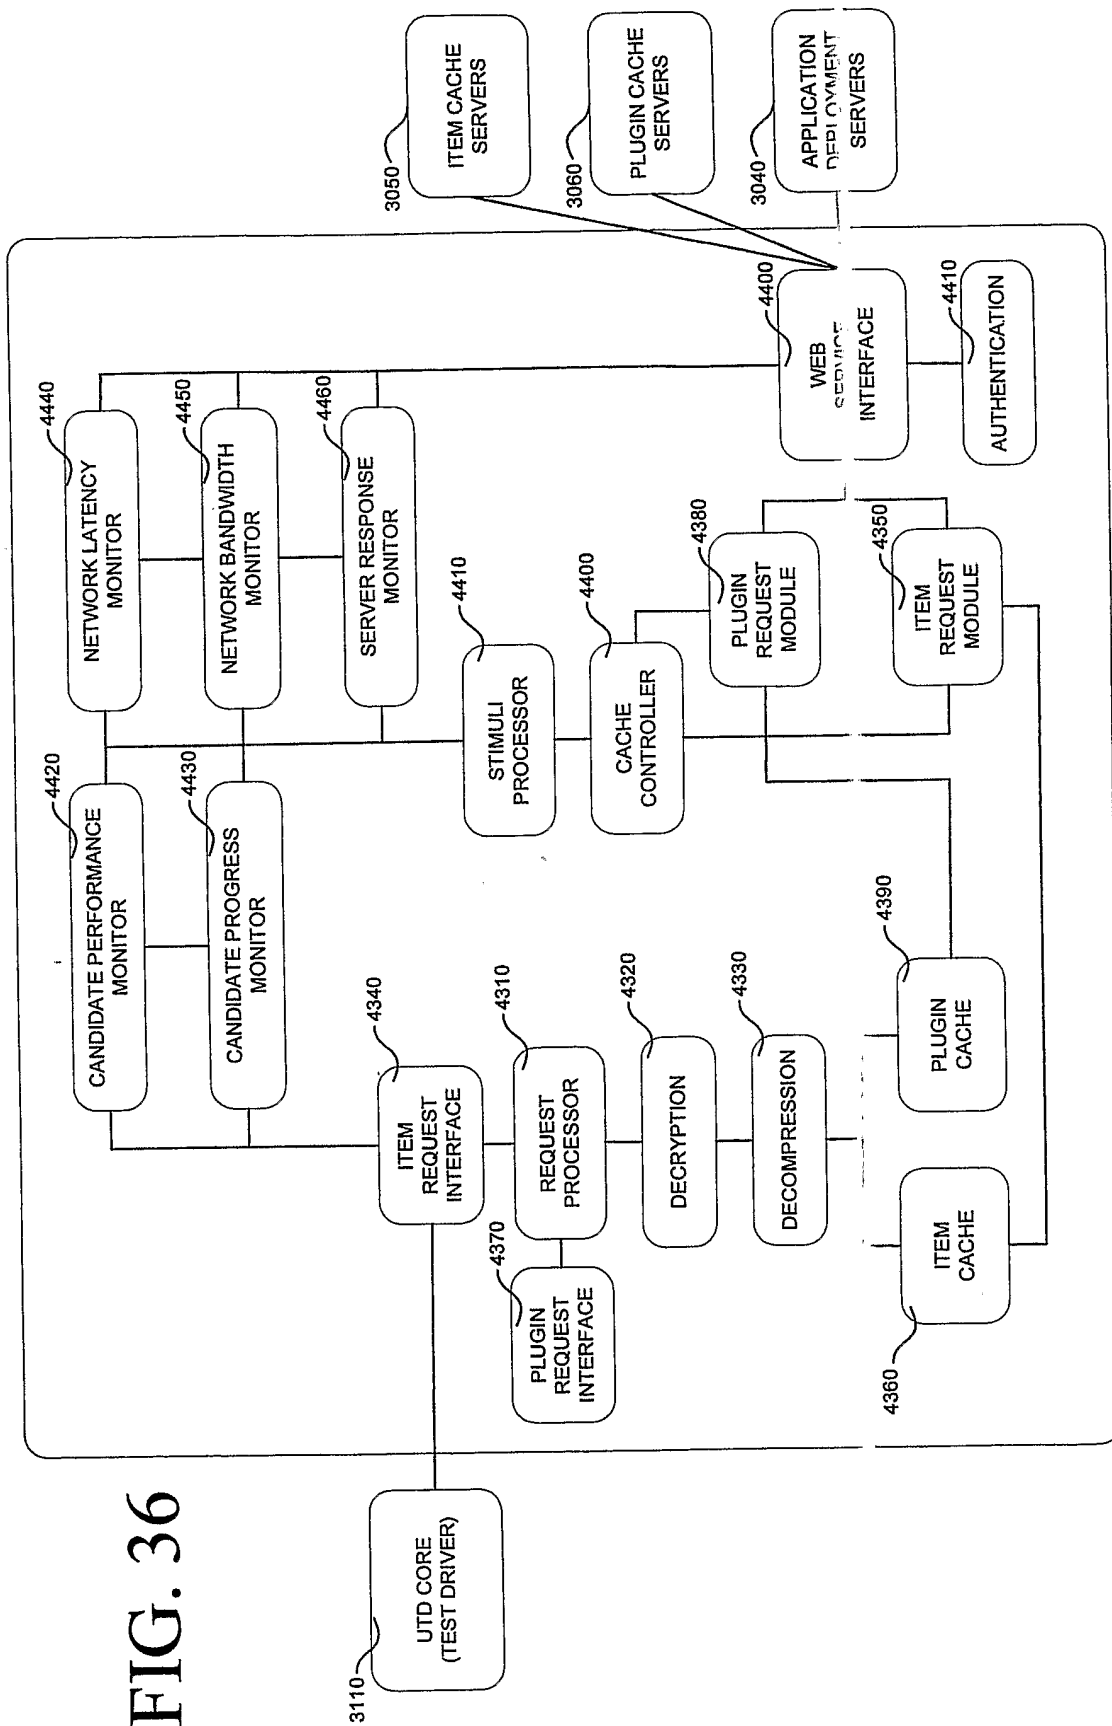 FIG. 36
3110
UTD CORE
(TEST DRIVER)
4420
CANDIDATE PERFORMANCE
MONITOR
4430
CANDIDATE PROGRESS
MONITOR
4440
NETWORK LATENCY
MONITOR
4450
NETWORK BANDWIDTH
MONITOR
4460
SERVER RESPONSE
MONITOR
4340
ITEM
REQUEST
INTERFACE
4370
PLUGIN
REQUEST
INTERFACE
4310
REQUEST
PROCESSOR
4320
DECRYPTION
4330
DECOMPRESSION
4360
ITEM
CACHE
4390
PLUGIN
CACHE
4410
STIMULI
PROCESSOR
4400
CACHE
CONTROLLER
4380
PLUGIN
REQUEST
MODULE
4350
ITEM
REQUEST
MODULE
4400
WEB
SERVICE
INTERFACE
4410
AUTHENTICATION
3050
ITEM CACHE
SERVERS
3060
PLUGIN CACHE
SERVERS
3040
APPLICATION
DEPLOYMENT
SERVERS